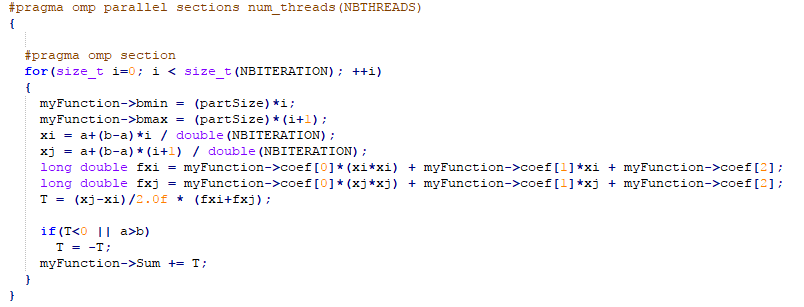 #pragma omp parallel sections num_threads(NBTHREADS)
{
#pragma omp section
for(size_t i=0; i < size_t(NBITERATION); ++i)
{
myFunction->bmin = (partSize)*i;
myFunction->bmax = (partSize)*(i+1);
xi = a+(b-a)*i / double(NBITERATION);
xj = a+(b-a)*(i+1) / double(NBITERATION);
long double fxi = myFunction->coef[0]*(xi*xi) + myFunction->coef[1]*xi + myFunction->coef[2];
long double fxj = myFunction->coef[0]*(xj*xj) + myFunction->coef[1]*xj + myFunction->coef[2];
T = (xj-xi)/2.0f * (fxi+fxj);
if(T<0 || a>b)
T = -T;
myFunction->Sum += T;
}
}